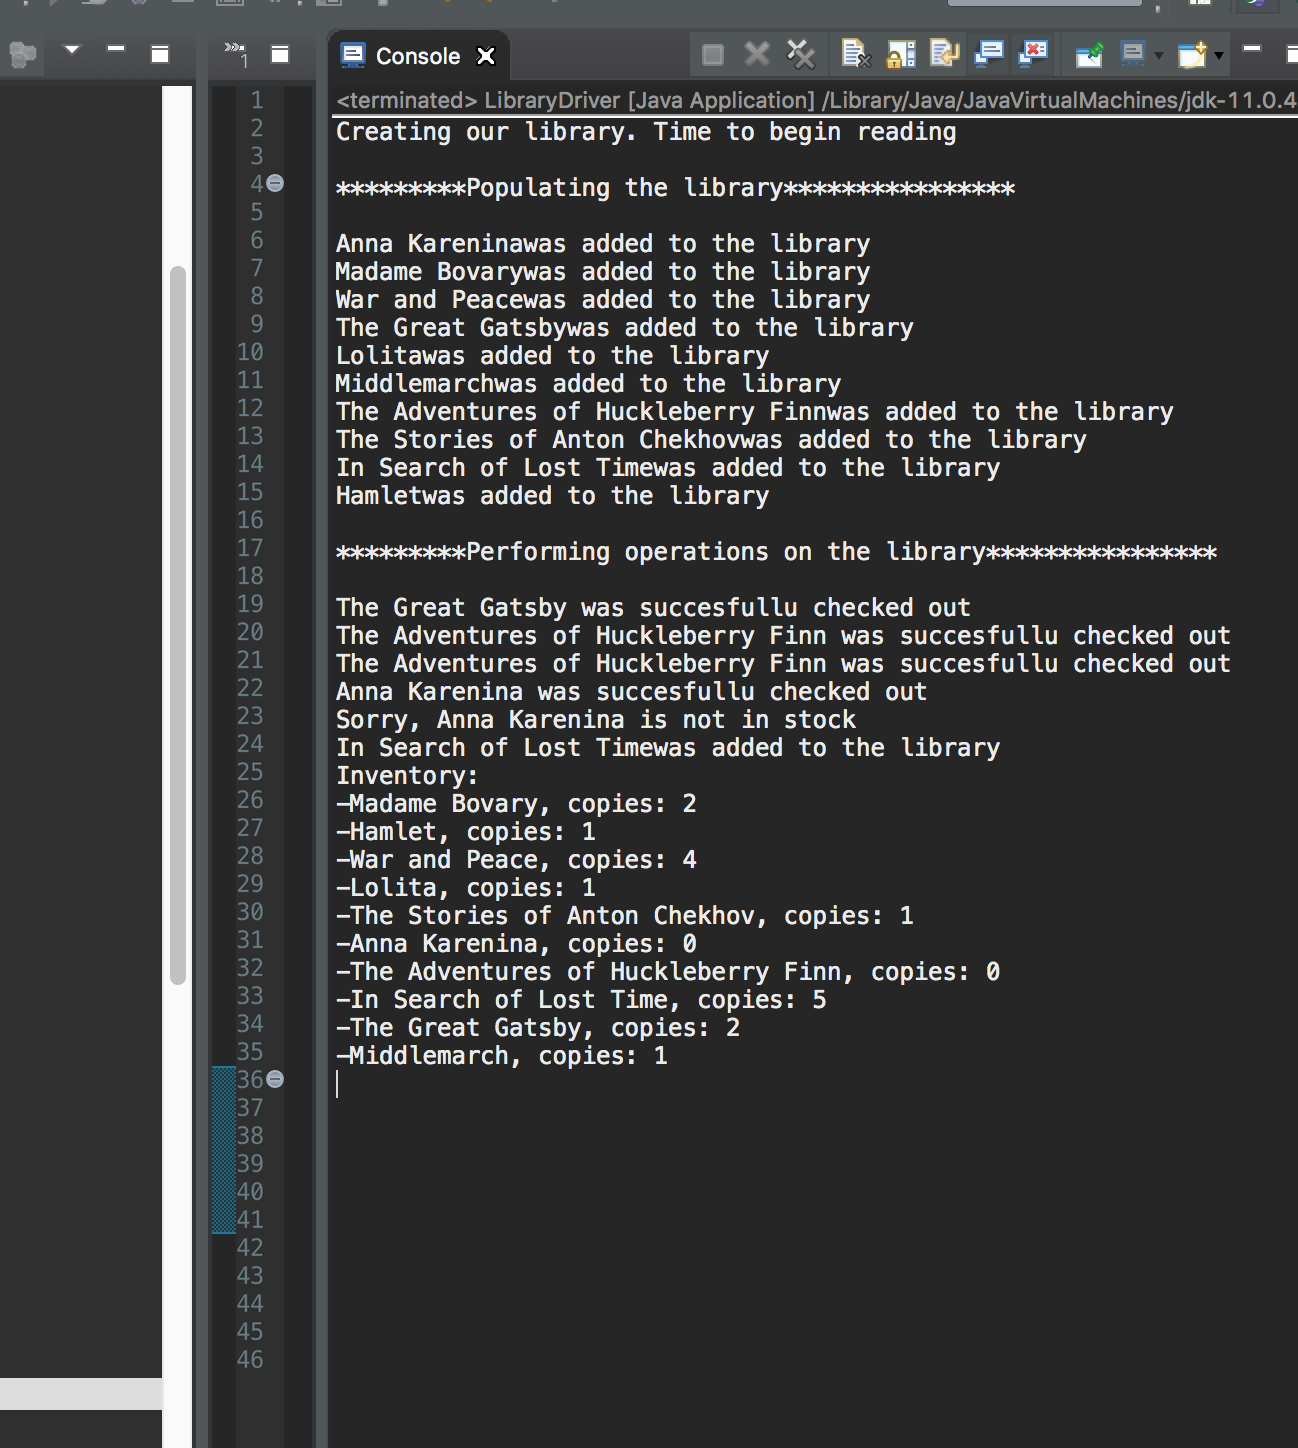 1
Console
<terminated> LibraryDriver [Java Application] /Library/Java/JavaVirtualMachines/jdk-11.0.4
1
2
3
4
5
6
7
8
9
10
11
12
13
14
15
16
17
18
19
20
21
22
23
24
25
26
27
28
29
30
31
32
33
34
35
36
37
38
39
40
41
42
43
44
45
46
Creating our library. Time to begin reading
*********Populating the library****************
Anna Kareninawas added to the library
Madame Bovarywas added to the library
War and Peacewas added to the library
The Great Gatsbywas added to the library
Lolitawas added to the library
Middlemarchwas added to the library
The Adventures of Huckleberry Finnwas added to the library
The Stories of Anton Chekhovwas added to the library
In Search of Lost Timewas added to the library
Hamletwas added to the library
*********Performing operations on the library****************
The Great Gatsby was succesfullu checked out
The Adventures of Huckleberry Finn was succesfullu checked out
The Adventures of Huckleberry Finn was succesfullu checked out
Anna Karenina was succesfullu checked out
Sorry, Anna Karenina is not in stock
In Search of Lost Timewas added to the library
Inventory:
-Madame Bovary, copies: 2
-Hamlet, copies: 1
-War and Peace, copies: 4
-Lolita, copies: 1
-The Stories of Anton Chekhov, copies: 1
-Anna Karenina, copies: 0
-The Adventures of Huckleberry Finn, copies: 0
-In Search of Lost Time, copies: 5
-The Great Gatsby, copies: 2
-Middlemarch, copies: 1